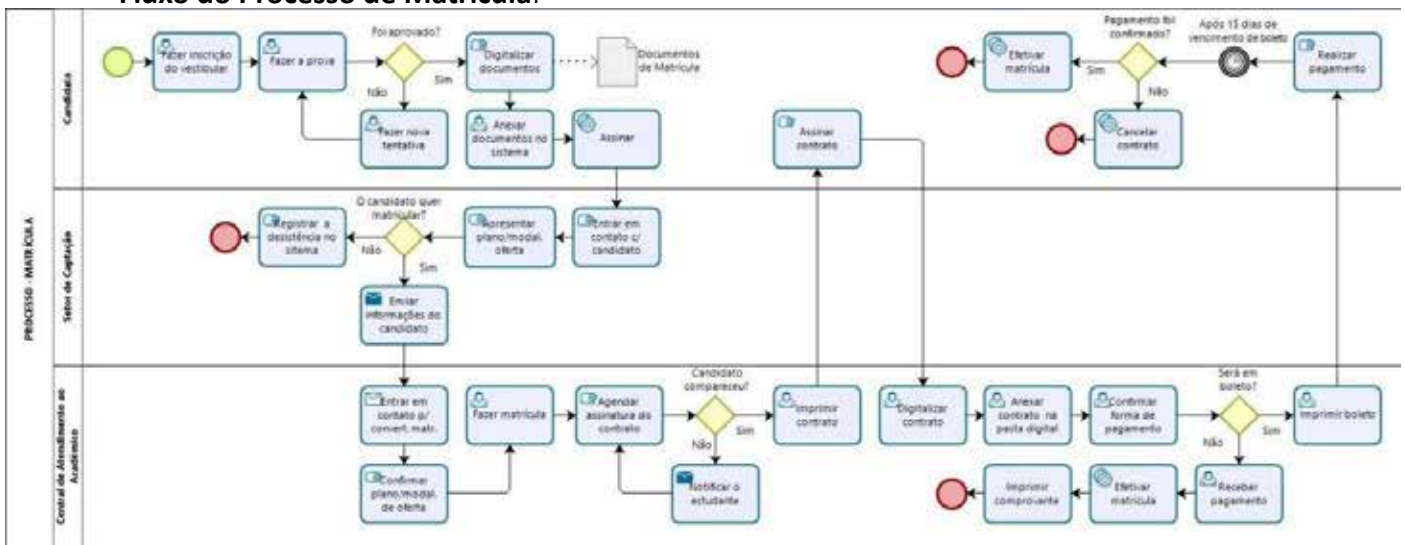 Fluxo do Processo de Matrícula.
PROCESSO - MATRÍCULA
Candidato
Fazer inscrição
do vestibular
Fazer a prova
Foi aprovado?
Sim
Não
Fazer nova
tentativa
Digitalizar
documentos
Documentos
de Matrícula
Anexar
documentos no
sistema
Assinar
Assinar
contrato
Efetivar
matrícula
Pagamento foi
confirmado?
Sim
Não
Cancelar
contrato
Após 15 dias de
vencimento de boleto
Realizar
pagamento
Setor de Captação
Registrar a
desistência no
sitema
O candidato quer
matricular?
Não
Sim
Apresentar
plano/modal.
oferta
Entrar em
contato c/
candidato
Enviar
informações do
candidato
Central de Atendimento ao
Acadêmico
Entrar em
contato p/
convert. matr.
Confirmar
plano/modal.
de oferta
Fazer matrícula
Agendar
assinatura do
contrato
Candidato
compareceu?
Sim
Não
Notificar o
estudante
Imprimir
contrato
Digitalizar
contrato
Anexar
contrato na
pasta digital
Confirmar
forma de
pagamento
Será em
boleto?
Sim
Não
Imprimir boleto
Receber
pagamento
Efetivar
matrícula
Imprimir
comprovante